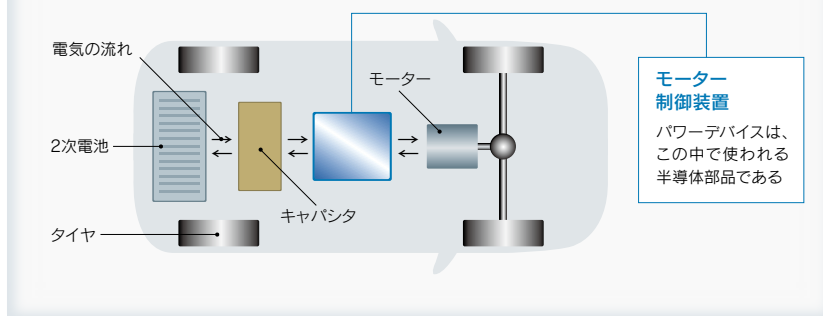 電気の流れ
2次電池
タイヤ
キャパシタ
モーター
モーター
制御装置
パワーデバイスは、
この中で使われる
半導体部品である